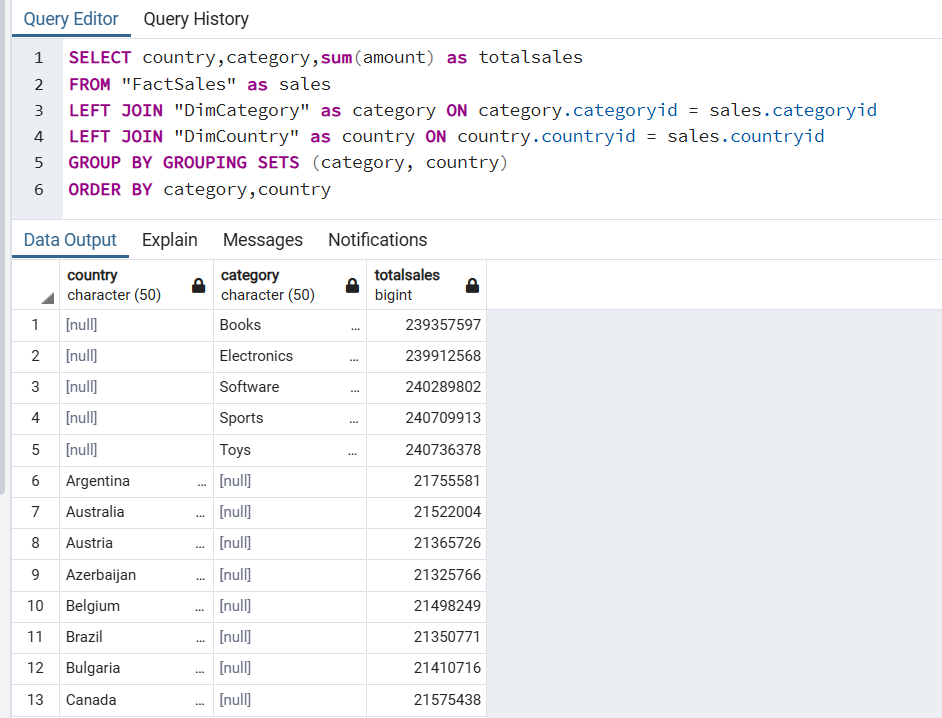 Query Editor Query History
1 SELECT country,category,sum(amount) as totalsales
2 FROM "FactSales" as sales
3 LEFT JOIN "DimCategory" as category ON category.categoryid = sales.categoryid
4 LEFT JOIN "DimCountry" as country ON country.countryid = sales.countryid
5 GROUP BY GROUPING SETS (category, country)
6 ORDER BY category,country
Data Output Explain Messages Notifications
country category totalsales
character (50) character (50) bigint
1 [null] Books ... 239357597
2 [null] Electronics ... 239912568
3 [null] Software ... 240289802
4 [null] Sports ... 240709913
5 [null] Toys ... 240736378
6 Argentina ... [null] 21755581
7 Australia ... [null] 21522004
8 Austria ... [null] 21365726
9 Azerbaijan ... [null] 21325766
10 Belgium ... [null] 21498249
11 Brazil ... [null] 21350771
12 Bulgaria ... [null] 21410716
13 Canada ... [null] 21575438